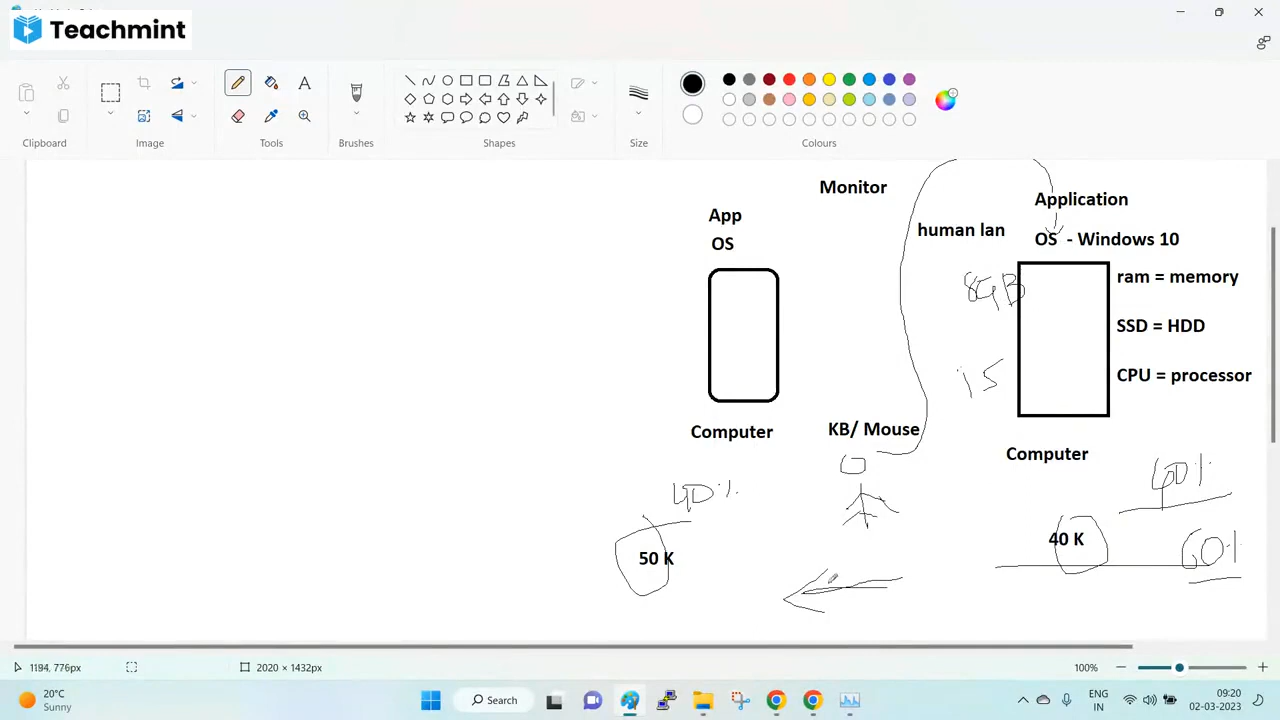 Teachmint
Clipboard
Image
Tools
Brushes
Shapes
Size
Colours
Monitor
App
OS
human lan
Application
OS - Windows 10
8GB
ram = memory
SSD = HDD
i5
CPU = processor
Computer
KB/ Mouse
Computer
40%
50 K
40 K
60%
1194, 776px
2020 × 1432px
100%
20°C
Sunny
Search
ENG
IN
09:20
02-03-2023